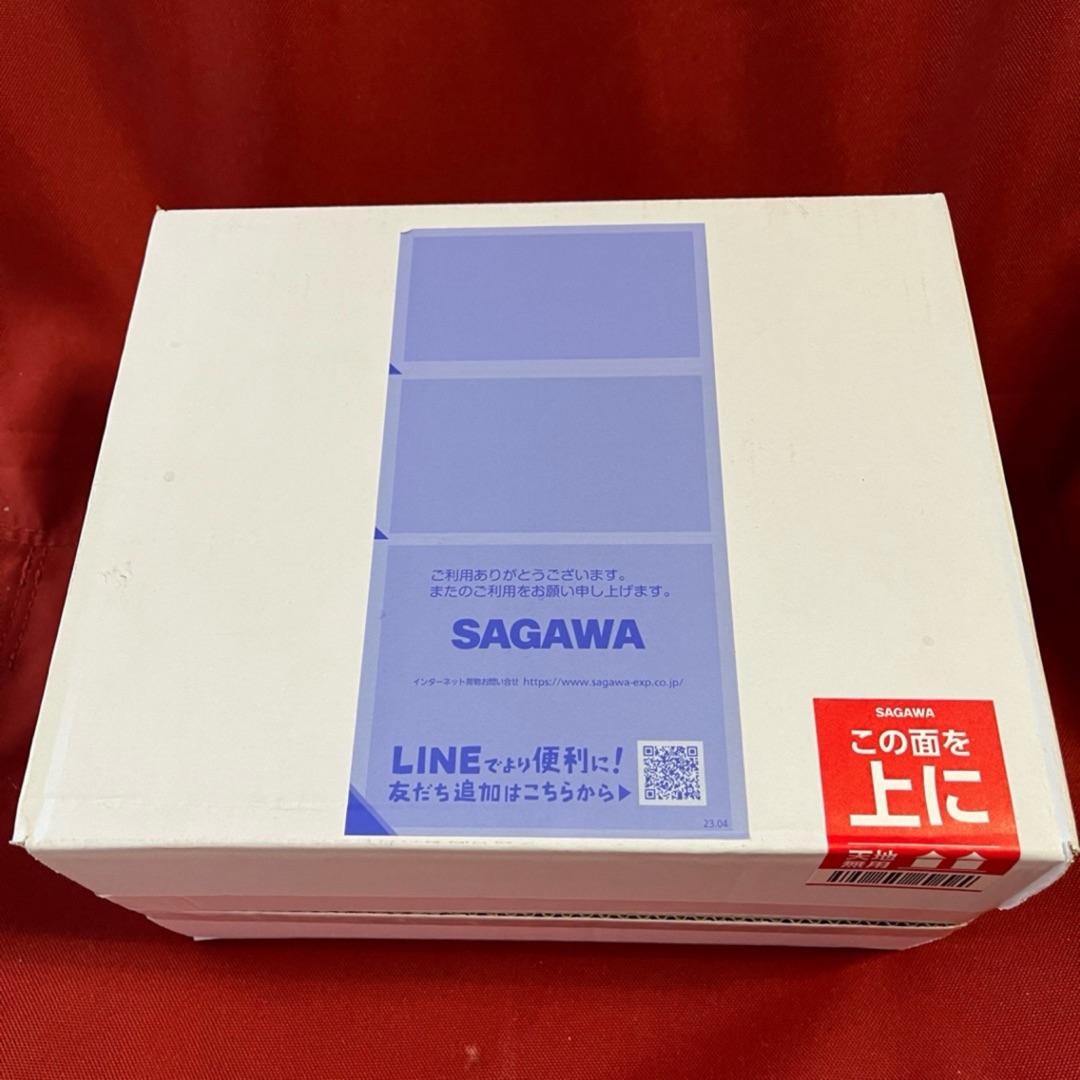 ご利用ありがとうございます。
またのご利用をお願い申し上げます。
SAGAWA
インターネット荷物お問い合せ https://www.sagawa-exp.co.jp/
LINEでより便利に!
友だち追加はこちらから▶
23.04
SAGAWA
この面を
上に
天地
無用